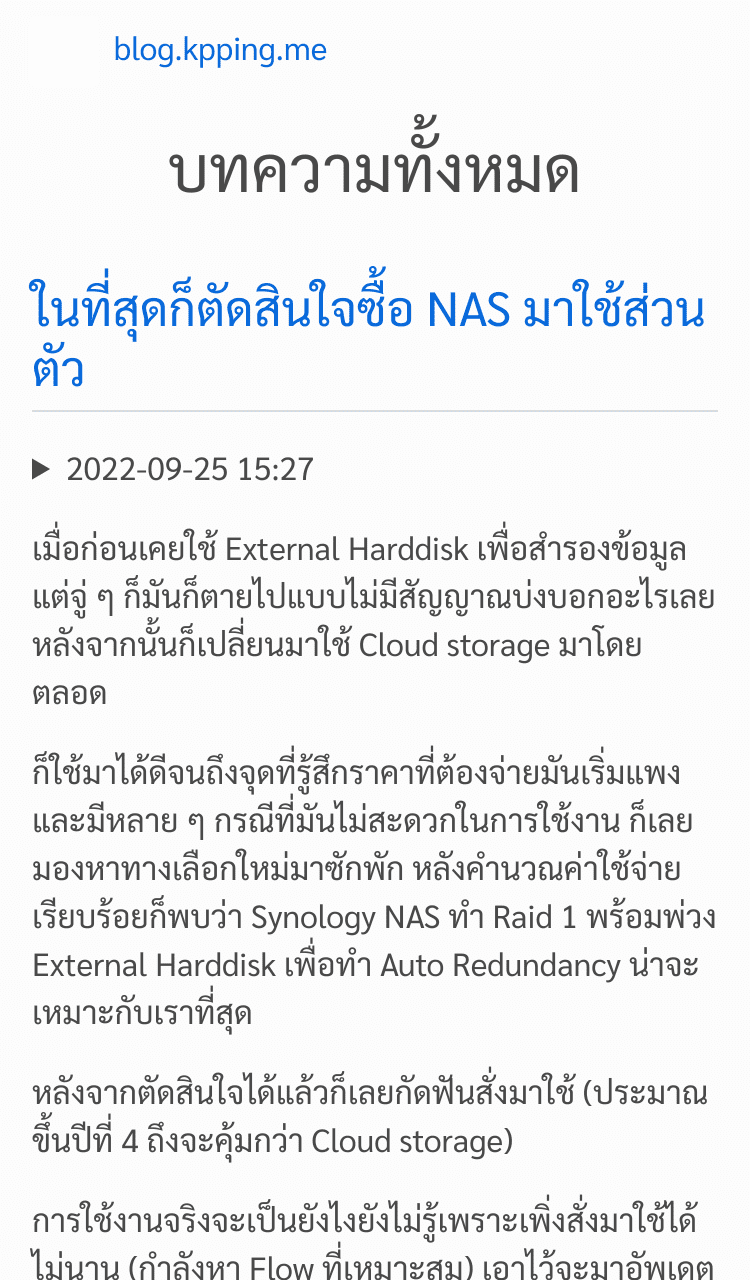 blog.kpping.me
บทความทั้งหมด
ในที่สุดก็ตัดสินใจซื้อ NAS มาใช้ส่วน
ตัว
▶ 2022-09-25 15:27
เมื่อก่อนเคยใช้ External Harddisk เพื่อสำรองข้อมูล
แต่จู่ ๆ ก็มันก็ตายไปแบบไม่มีสัญญาณบ่งบอกอะไรเลย
หลังจากนั้นก็เปลี่ยนมาใช้ Cloud storage มาโดย
ตลอด
ก็ใช้มาได้ดีจนถึงจุดที่รู้สึกราคาที่ต้องจ่ายมันเริ่มแพง
และมีหลาย ๆ กรณีที่มันไม่สะดวกในการใช้งาน ก็เลย
มองหาทางเลือกใหม่มาซักพัก หลังคำนวณค่าใช้จ่าย
เรียบร้อยก็พบว่า Synology NAS ทำ Raid 1 พร้อมพ่วง
External Harddisk เพื่อทำ Auto Redundancy น่าจะ
เหมาะกับเราที่สุด
หลังจากตัดสินใจได้แล้วก็เลยกัดฟันสั่งมาใช้ (ประมาณ
ขึ้นปีที่ 4 ถึงจะคุ้มกว่า Cloud storage)
การใช้งานจริงจะเป็นยังไงยังไม่รู้เพราะเพิ่งสั่งมาใช้ได้
ไม่นาน (กำลังหา Flow ที่เหมาะสม) เอาไว้จะมาอัพเดต